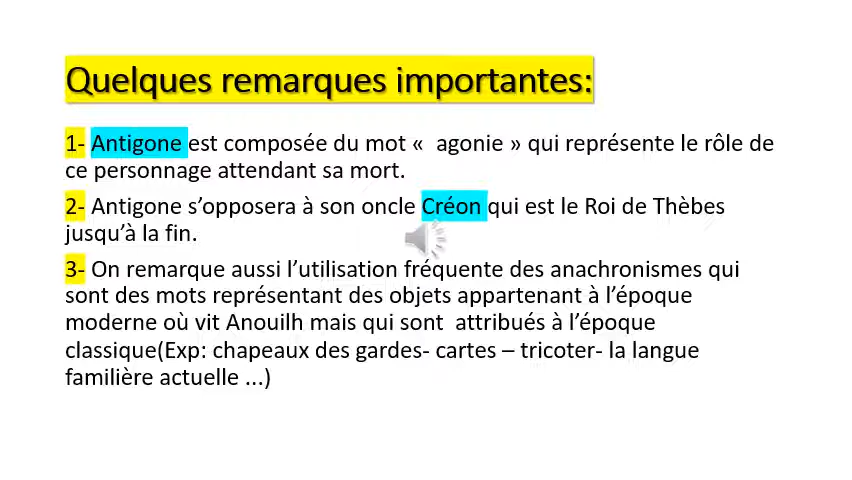 Quelques remarques importantes:
1- Antigone est composée du mot «  agonie » qui représente le rôle de
ce personnage attendant sa mort.
2- Antigone s’opposera à son oncle Créon qui est le Roi de Thèbes
jusqu’à la fin.
3- On remarque aussi l’utilisation fréquente des anachronismes qui
sont des mots représentant des objets appartenant à l’époque
moderne où vit Anouilh mais qui sont  attribués à l’époque
classique(Exp: chapeaux des gardes- cartes – tricoter- la langue
familière actuelle ...)